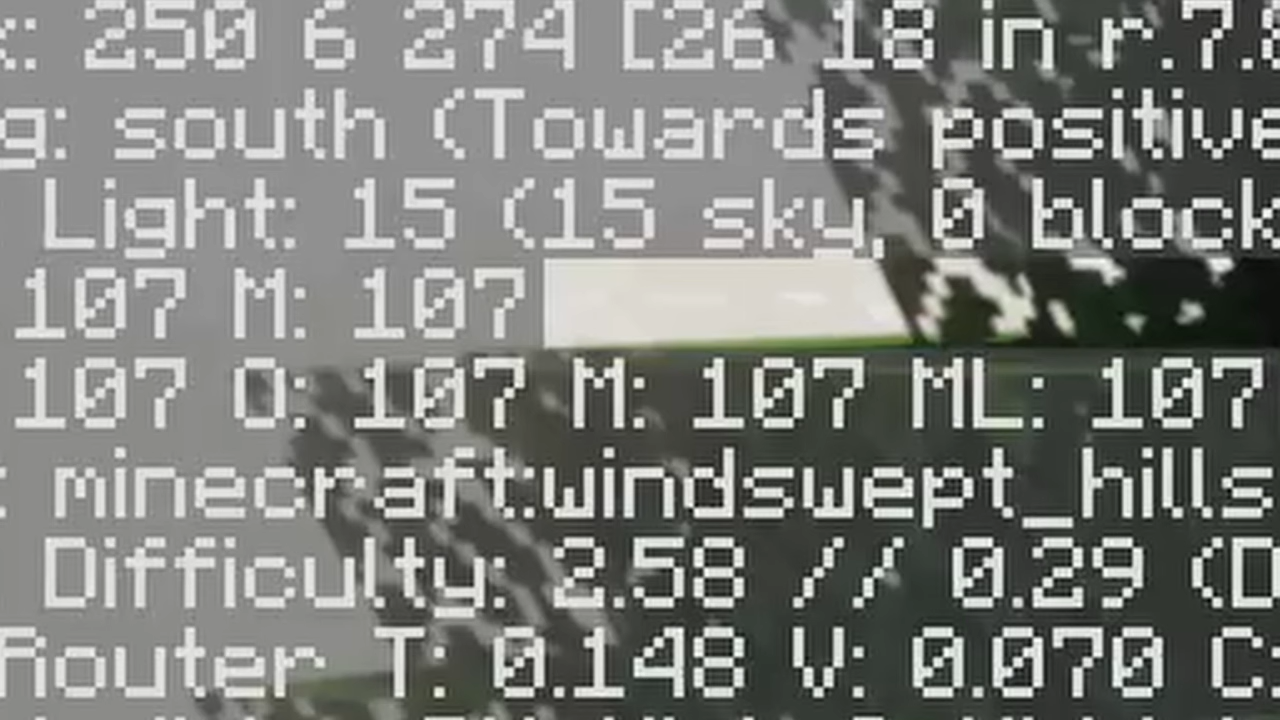 : 250 6 274 [26 18 in r.7.8
g: south (Towards positive
Light: 15 (15 sky, 0 block
107 M: 107
107 O: 107 M: 107 ML: 107
: minecraft:windswept_hills
Difficulty: 2.58 // 0.29 (D
Router T: 0.148 V: 0.070 C: